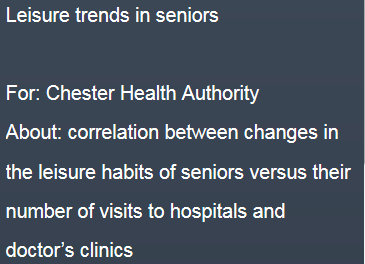 Leisure trends in seniors
For: Chester Health Authority
About: correlation between changes in
the leisure habits of seniors versus their
number of visits to hospitals and
doctor’s clinics